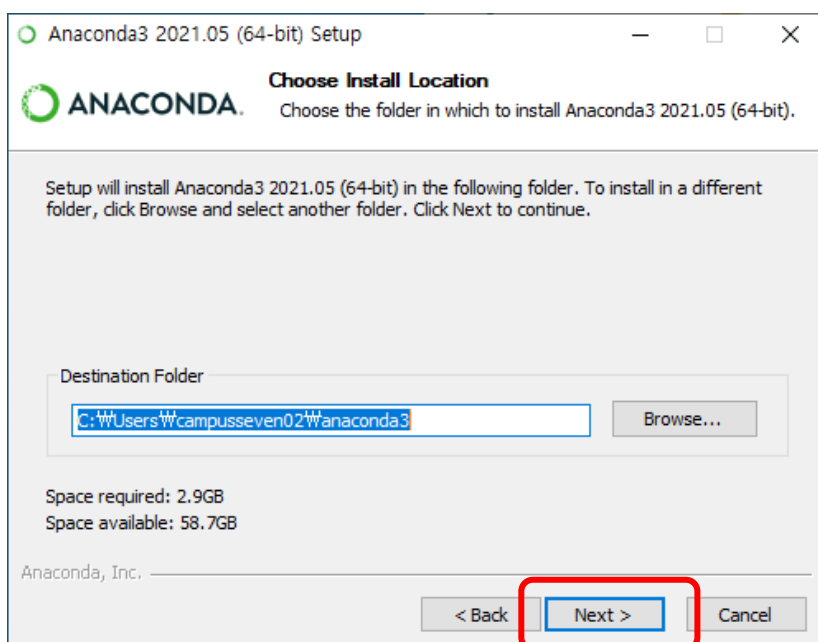 Anaconda3 2021.05 (64-bit) Setup
ANACONDA.
Choose Install Location
Choose the folder in which to install Anaconda3 2021.05 (64-bit).
Setup will install Anaconda3 2021.05 (64-bit) in the following folder. To install in a different
folder, click Browse and select another folder. Click Next to continue.
Destination Folder
C:₩Users₩campusseven02₩anaconda3
Browse...
Space required: 2.9GB
Space available: 58.7GB
Anaconda, Inc.
< Back
Next >
Cancel